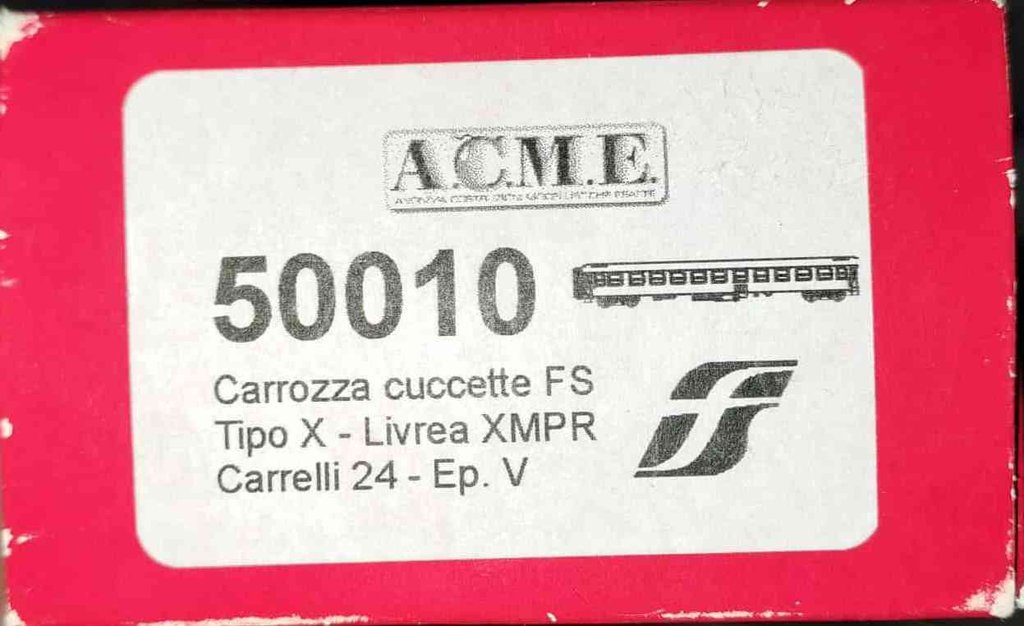 A.C.M.E.
50010
Carrozza cuccette FS
Tipo X - Livrea XMPR
Carrelli 24 - Ep. V